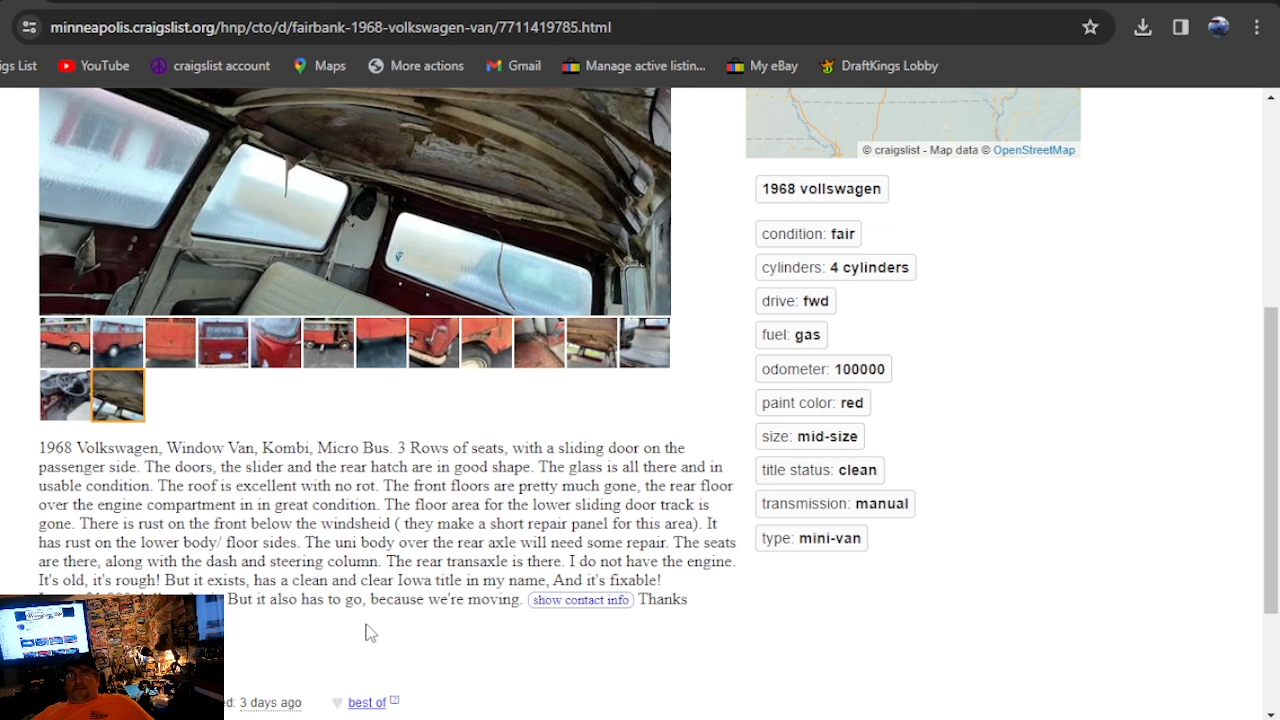 minneapolis.craigslist.org/hnp/cto/d/fairbank-1968-volkswagen-van/7711419785.html
igs List YouTube craigslist account Maps More actions Gmail Manage active listin... My eBay DraftKings Lobby
© craigslist - Map data © OpenStreetMap
1968 vollswagen
condition: fair
cylinders: 4 cylinders
drive: fwd
fuel: gas
odometer: 100000
paint color: red
size: mid-size
title status: clean
transmission: manual
type: mini-van
1968 Volkswagen, Window Van, Kombi, Micro Bus. 3 Rows of seats, with a sliding door on the
passenger side. The doors, the slider and the rear hatch are in good shape. The glass is all there and in
usable condition. The roof is excellent with no rot. The front floors are pretty much gone, the rear floor
over the engine compartment in in great condition. The floor area for the lower sliding door track is
gone. There is rust on the front below the windsheid ( they make a short repair panel for this area). It
has rust on the lower body/ floor sides. The uni body over the rear axle will need some repair. The seats
are there, along with the dash and steering column. The rear transaxle is there. I do not have the engine.
It's old, it's rough! But it exists, has a clean and clear Iowa title in my name, And it's fixable!
But it also has to go, because we're moving. show contact info Thanks
d: 3 days ago best of [?]